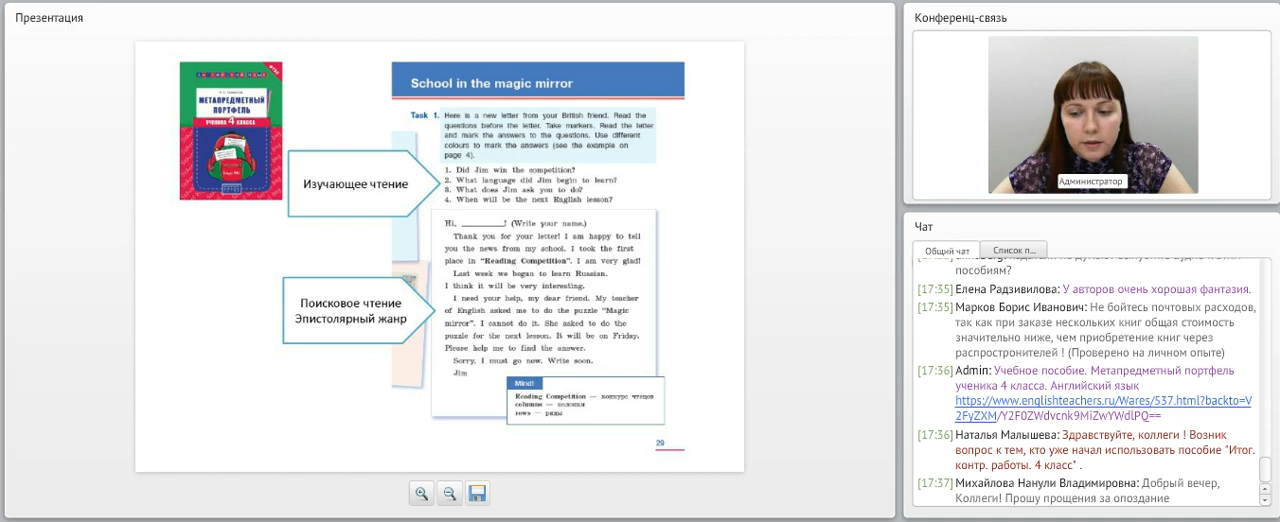 Презентация
МЕТАПРЕДМЕТНЫЙ
ПОРТФЕЛЬ
УЧЕНИКА 4 КЛАССА
Изучающее чтение
Поисковое чтение
Эпистолярный жанр
School in the magic mirror
Task 1. Here is a new letter from your British friend. Read the
questions before the letter. Take markers. Read the letter
and mark the answers to the questions. Use different
colours to mark the answers (see the example on
page 4).
1. Did Jim win the competition?
2. What language did Jim begin to learn?
3. What does Jim ask you to do?
4. When will be the next English lesson?
Hi, ________! (Write your name.)
Thank you for your letter! I am happy to tell
you the news from my school. I took the first
place in "Reading Competition". I am very glad!
Last week we began to learn Russian.
I think it will be very interesting.
I need your help, my dear friend. My teacher
of English asked me to do the puzzle "Magic
mirror". I cannot do it. She asked to do the
puzzle for the next lesson. It will be on Friday.
Please help me to find the answer.
Sorry, I must go now. Write soon.
Jim
Mind!
Reading Competition — конкурс чтецов
columns — колонки
rows — ряды
29
Конференц-связь
Администратор
Чат
Общий чат
Список п...
пособиям?
[17:35] Елена Радзивилова: У авторов очень хорошая фантазия.
[17:35] Марков Борис Иванович: Не бойтесь почтовых расходов,
так как при заказе нескольких книг общая стоимость
значительно ниже, чем приобретение книг через
распростронителей ! (Проверено на личном опыте)
[17:36] Admin: Учебное пособие. Метапредметный портфель
ученика 4 класса. Английский язык
https://www.englishteachers.ru/Wares/537.html?backto=V
2FyZXM/Y2F0ZWdvcnk9MiZwYWdlPQ==
[17:36] Наталья Малышева: Здравствуйте, коллеги ! Возник
вопрос к тем, кто уже начал использовать пособие "Итог.
контр. работы. 4 класс" .
[17:37] Михайлова Нанули Владимировна: Добрый вечер,
Коллеги! Прошу прощения за опоздание